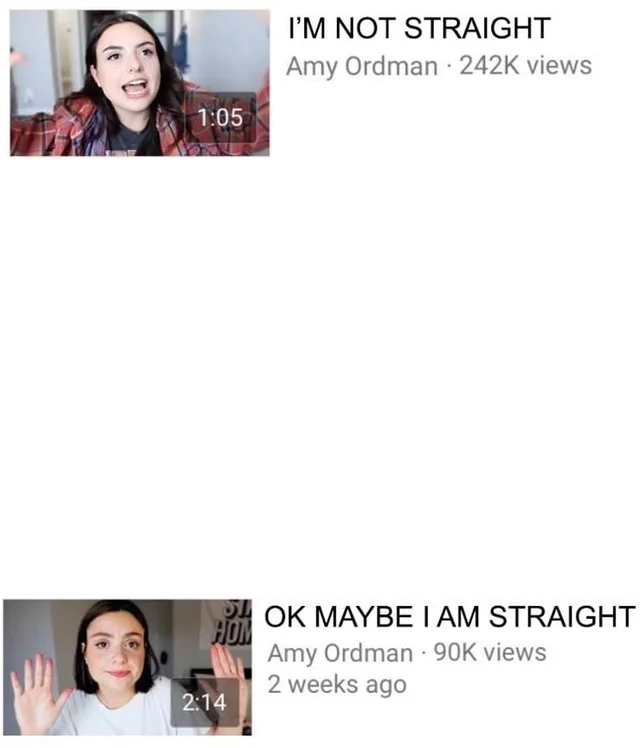 I'M NOT STRAIGHT
Amy Ordman · 242K views
1:05
OK MAYBE I AM STRAIGHT
Amy Ordman · 90K views
2 weeks ago
2:14